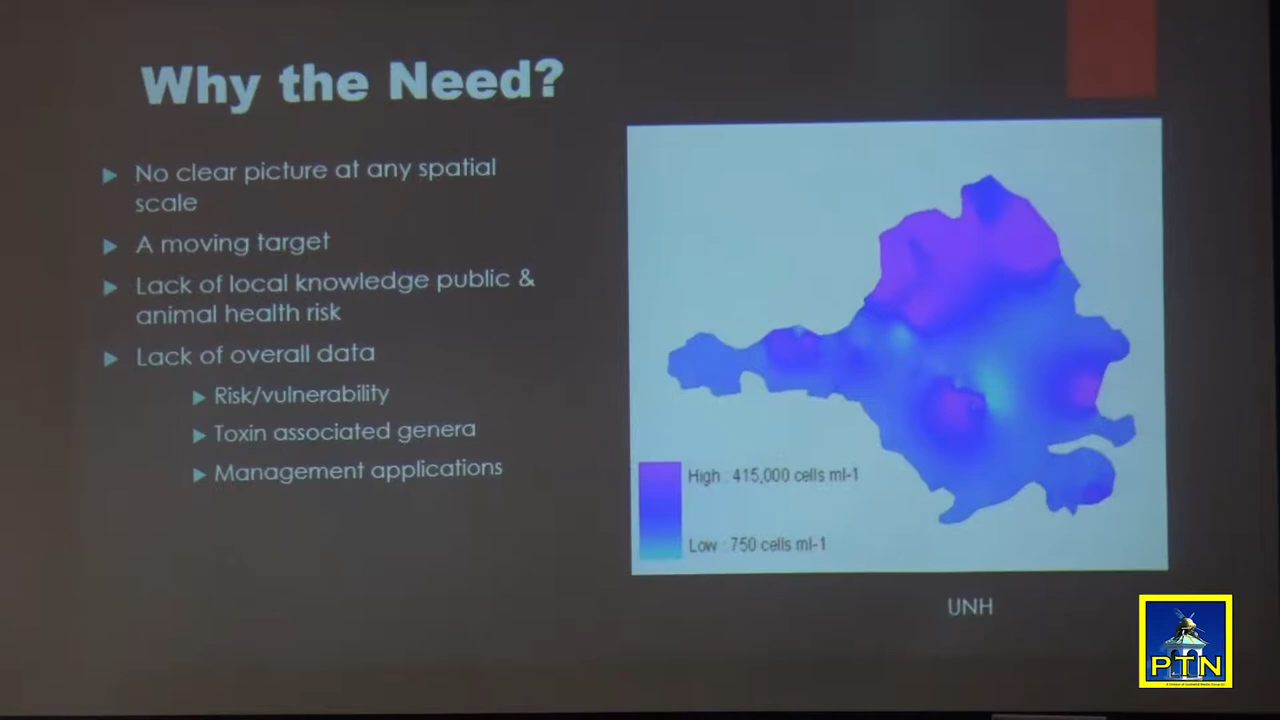 Why the Need?
No clear picture at any spatial
scale
A moving target
Lack of local knowledge public &
animal health risk
Lack of overall data
Risk/vulnerability
Toxin associated genera
Management applications
High : 415,000 cells ml-1
Low : 750 cells ml-1
UNH
PTN